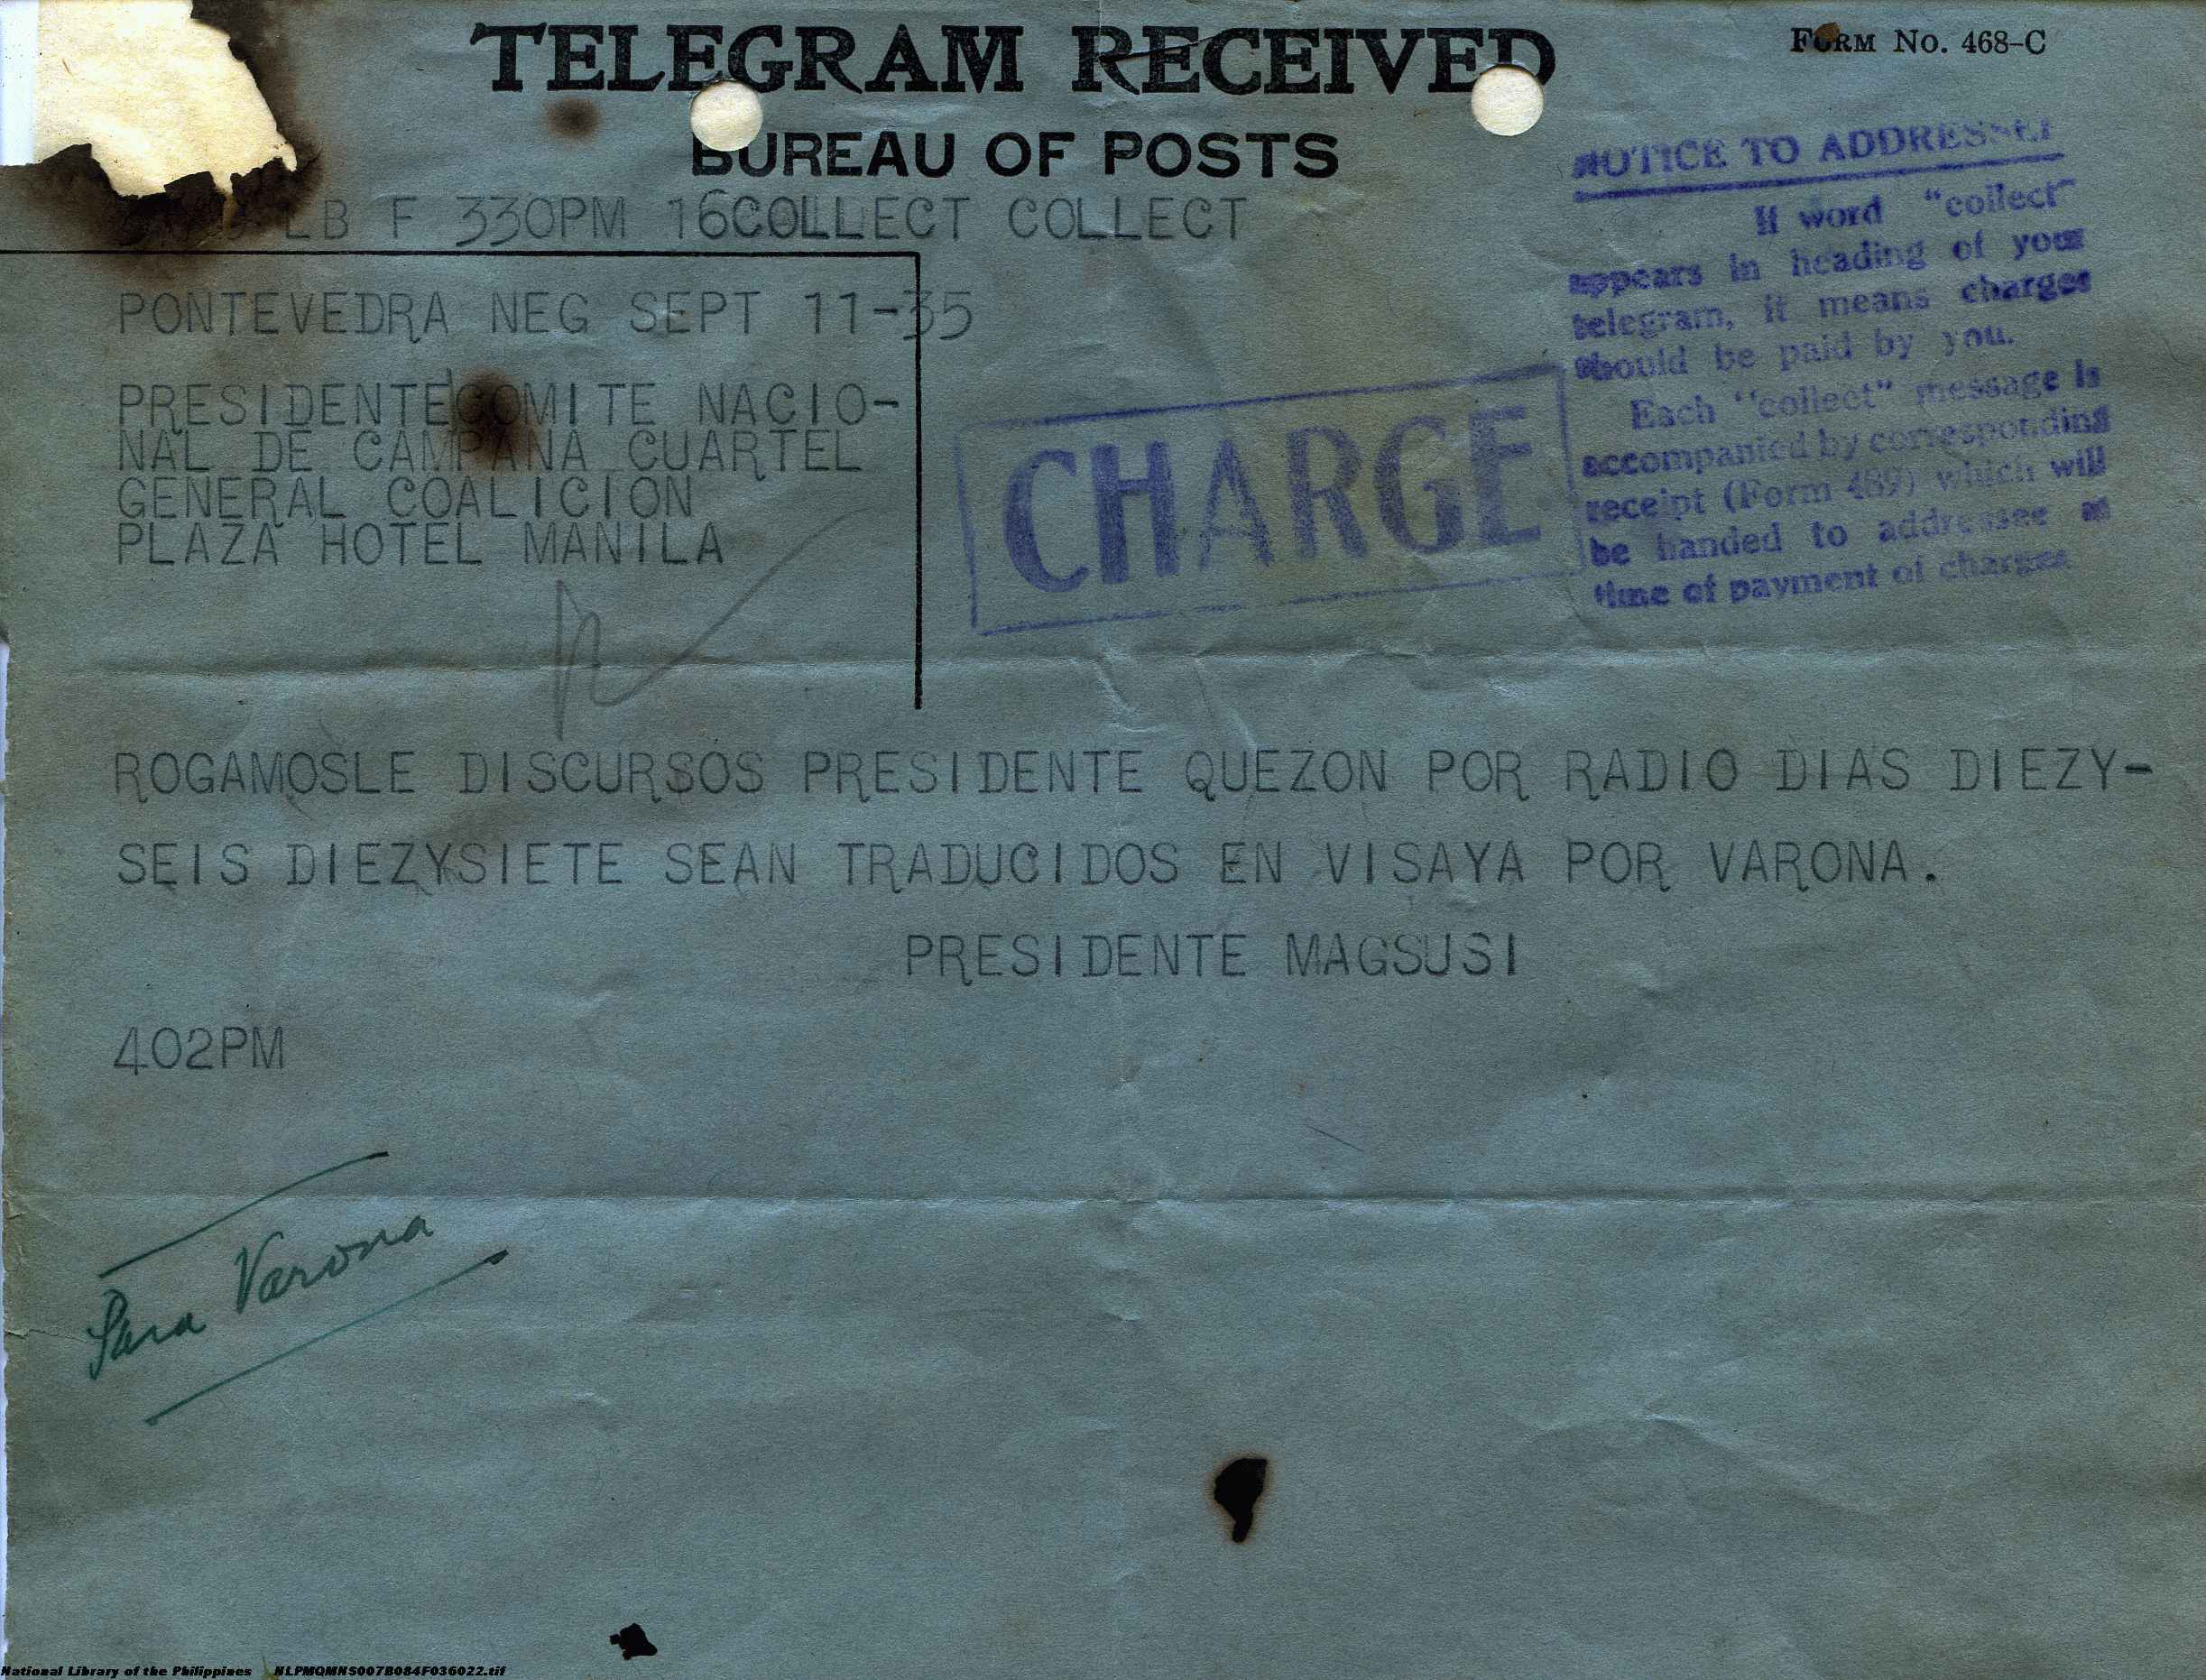 TELEGRAM RECEIVED
FORM No. 468-C
BUREAU OF POSTS
LB F 330PM 16COLLECT COLLECT
PONTEVEDRA NEG SEPT 11-35
PRESIDENTE COMITE NACIO-
NAL DE CAMPANA CUARTEL
GENERAL COALICION
PLAZA HOTEL MANILA
CHARGE
NOTICE TO ADDRESSEE
If word "collect"
appears in heading of your
telegram, it means charges
should be paid by you.
Each "collect" message is
accompanied by corresponding
receipt (Form 489) which will
be handed to addressee at
time of payment of charges
ROGAMOSLE DISCURSOS PRESIDENTE QUEZON POR RADIO DIAS DIEZY-
SEIS DIEZYSIETE SEAN TRADUCIDOS EN VISAYA POR VARONA.
PRESIDENTE MAGSUSI
402PM
Para Varona
National Library of the Philippines NLPMQMNS007B084F036022.tif